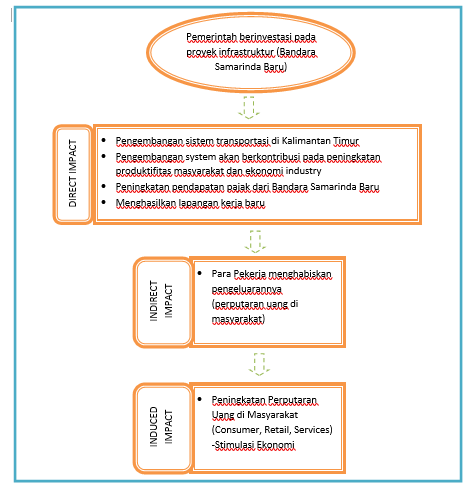 Pemerintah berinvestasi pada
proyek infrastruktur (Bandara
Samarinda Baru)
DIRECT IMPACT
• Pengembangan sistem transportasi di Kalimantan Timur
• Pengembangan system akan berkontribusi pada peningkatan
produktifitas masyarakat dan ekonomi industry
• Peningkatan pendapatan pajak dari Bandara Samarinda Baru
• Menghasilkan lapangan kerja baru
INDIRECT
IMPACT
• Para Pekerja menghabiskan
pengeluarannya
(perputaran uang di
masyarakat)
INDUCED
IMPACT
• Peningkatan Perputaran
Uang di Masyarakat
(Consumer, Retail, Services)
-Stimulasi Ekonomi